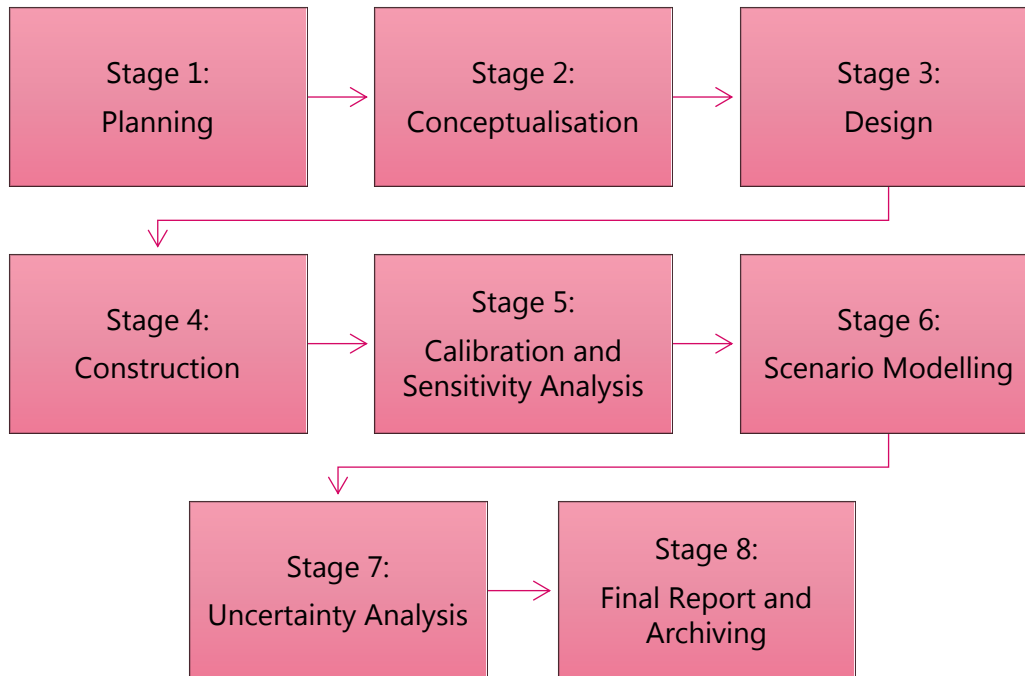 Stage 1:
Planning
Stage 2:
Conceptualisation
Stage 3:
Design
Stage 4:
Construction
Stage 5:
Calibration and
Sensitivity Analysis
Stage 6:
Scenario Modelling
Stage 7:
Uncertainty Analysis
Stage 8:
Final Report and
Archiving